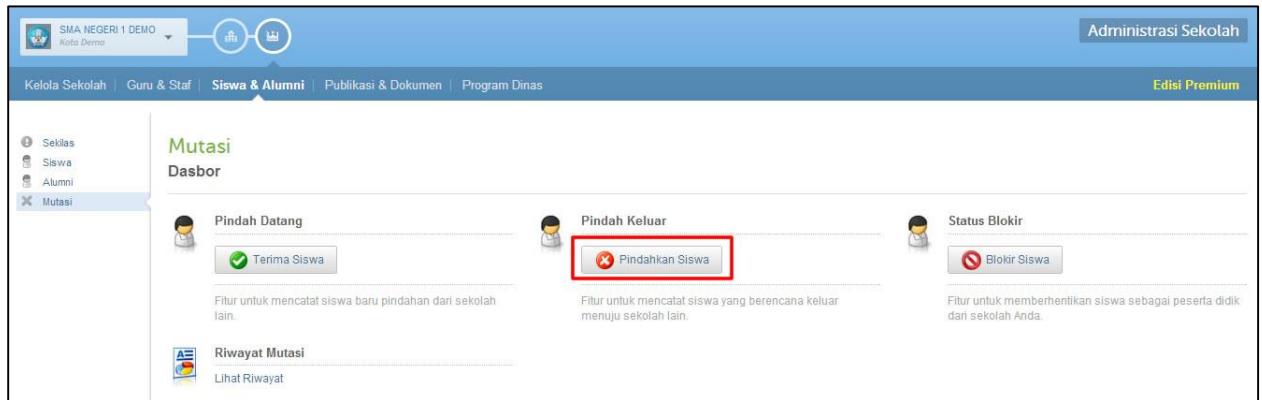 SMA NEGERI 1 DEMO
Kota Demo
Administrasi Sekolah
Kelola Sekolah | Guru & Staf | Siswa & Alumni | Publikasi & Dokumen | Program Dinas
Edisi Premium
Sekilas
Siswa
Alumni
Mutasi
Mutasi
Dasbor
Pindah Datang
Terima Siswa
Fitur untuk mencatat siswa baru pindahan dari sekolah
lain.
Pindah Keluar
Pindahkan Siswa
Fitur untuk mencatat siswa yang berencana keluar
menuju sekolah lain.
Status Blokir
Blokir Siswa
Fitur untuk memberhentikan siswa sebagai peserta didik
dari sekolah Anda.
Riwayat Mutasi
Lihat Riwayat